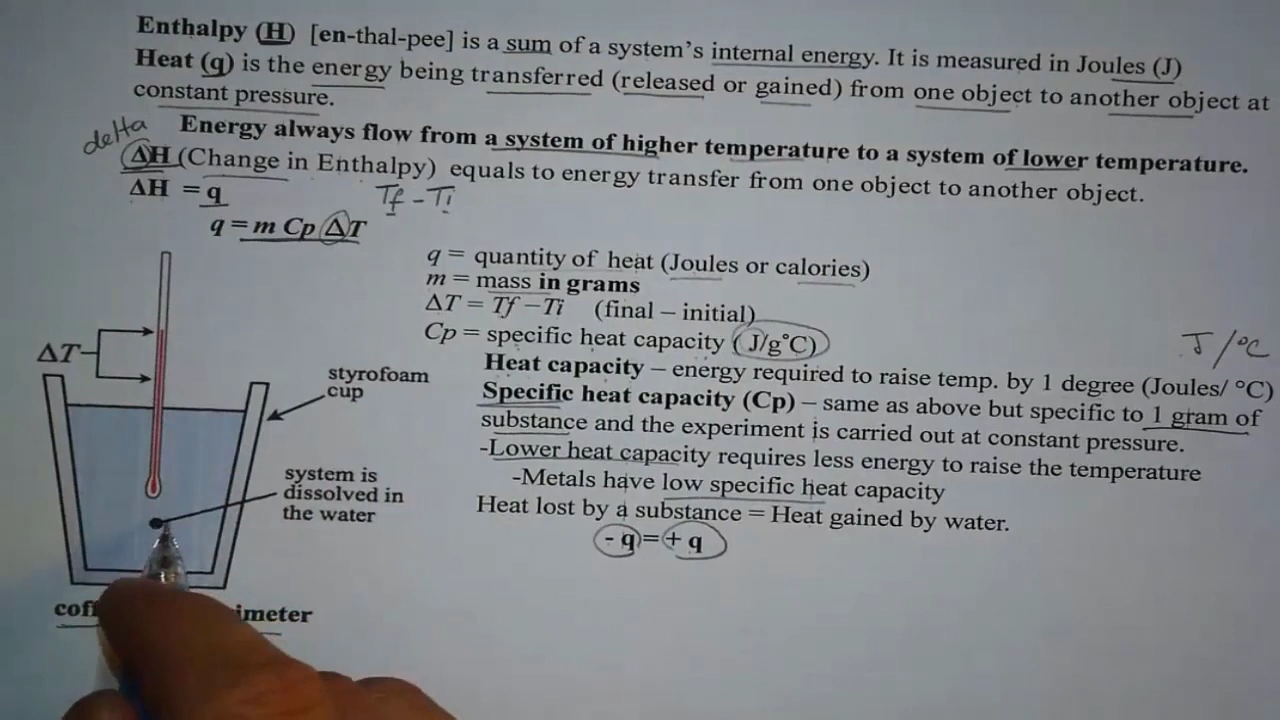 Enthalpy (H) [en-thal-pee] is a sum of a system's internal energy. It is measured in Joules (J)
Heat (q) is the energy being transferred (released or gained) from one object to another object at
constant pressure.
delta
Energy always flow from a system of higher temperature to a system of lower temperature.
ΔH (Change in Enthalpy) equals to energy transfer from one object to another object.
ΔH = q
Tf - Ti
q = m Cp ΔT
q = quantity of heat (Joules or calories)
m = mass in grams
ΔT = Tf – Ti (final – initial)
Cp = specific heat capacity ( J/g°C)
J/°C
Heat capacity – energy required to raise temp. by 1 degree (Joules/ °C)
Specific heat capacity (Cp) – same as above but specific to 1 gram of
substance and the experiment is carried out at constant pressure.
-Lower heat capacity requires less energy to raise the temperature
-Metals have low specific heat capacity
Heat lost by a substance = Heat gained by water.
- q = + q
ΔT
styrofoam
cup
system is
dissolved in
the water